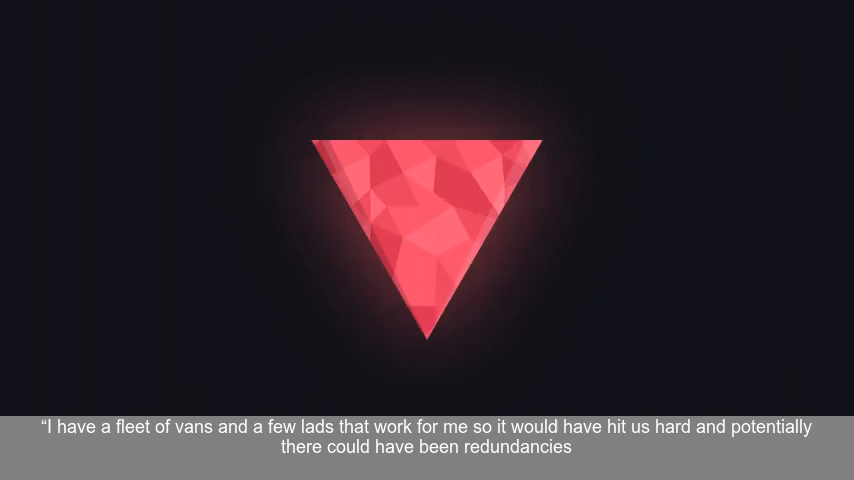 “I have a fleet of vans and a few lads that work for me so it would have hit us hard and potentially
there could have been redundancies